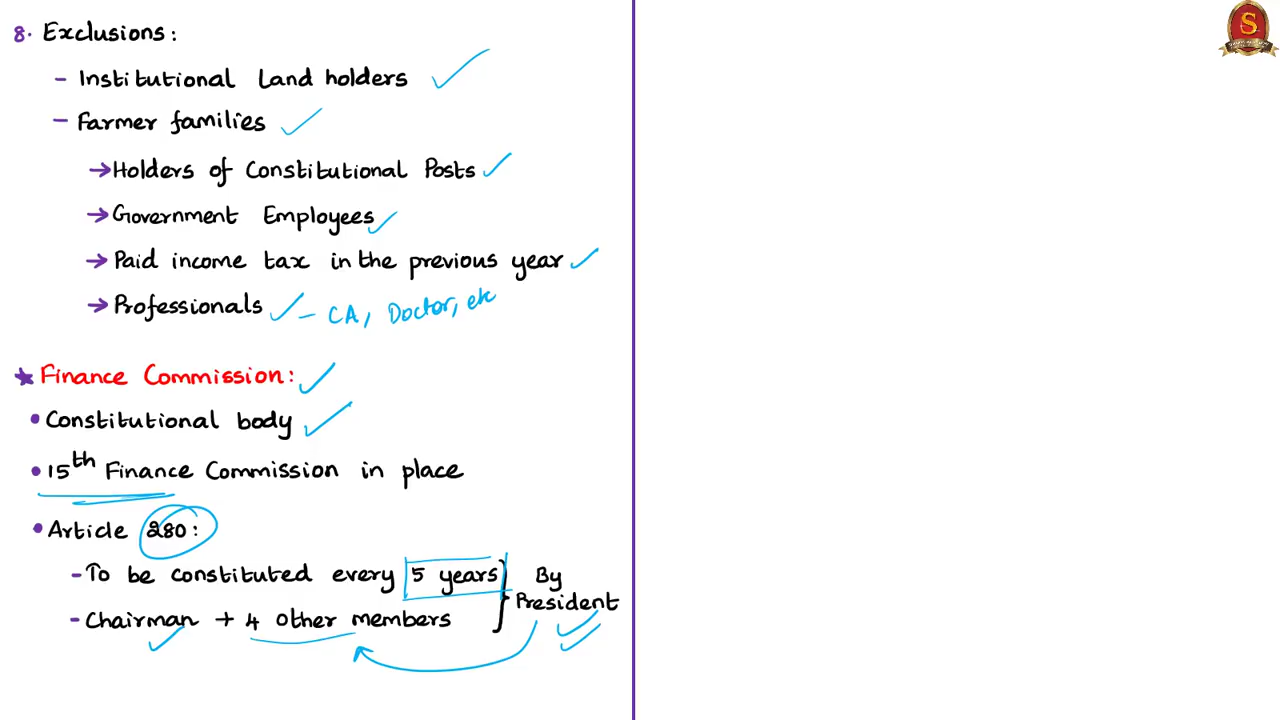 8. Exclusions:
- Institutional Land holders
- Farmer families
→ Holders of Constitutional Posts
→ Government Employees
→ Paid income tax in the previous year
→ Professionals - CA, Doctor, etc
★ Finance Commission:
• Constitutional body
• 15th Finance Commission in place
• Article 280:
- To be constituted every 5 years } By President
- Chairman + 4 other members
S